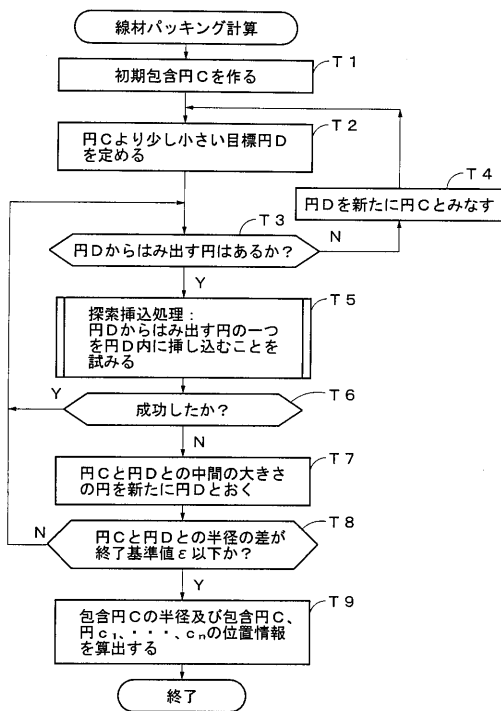 線材パッキング計算
T1
初期包含円Cを作る
T2
円Cより少し小さい目標円D
を定める
T4
円Dを新たに円Cとみなす
T3
円Dからはみ出す円はあるか?
N
Y
T5
探索挿込処理:
円Dからはみ出す円の一つ
を円D内に挿し込むことを
試みる
T6
Y
成功したか?
N
T7
円Cと円Dとの中間の大きさ
の円を新たに円Dとおく
T8
N
円Cと円Dとの半径の差が
終了基準値ε以下か?
Y
T9
包含円Cの半径及び包含円C、
円c₁、・・・、cₙの位置情報
を算出する
終了